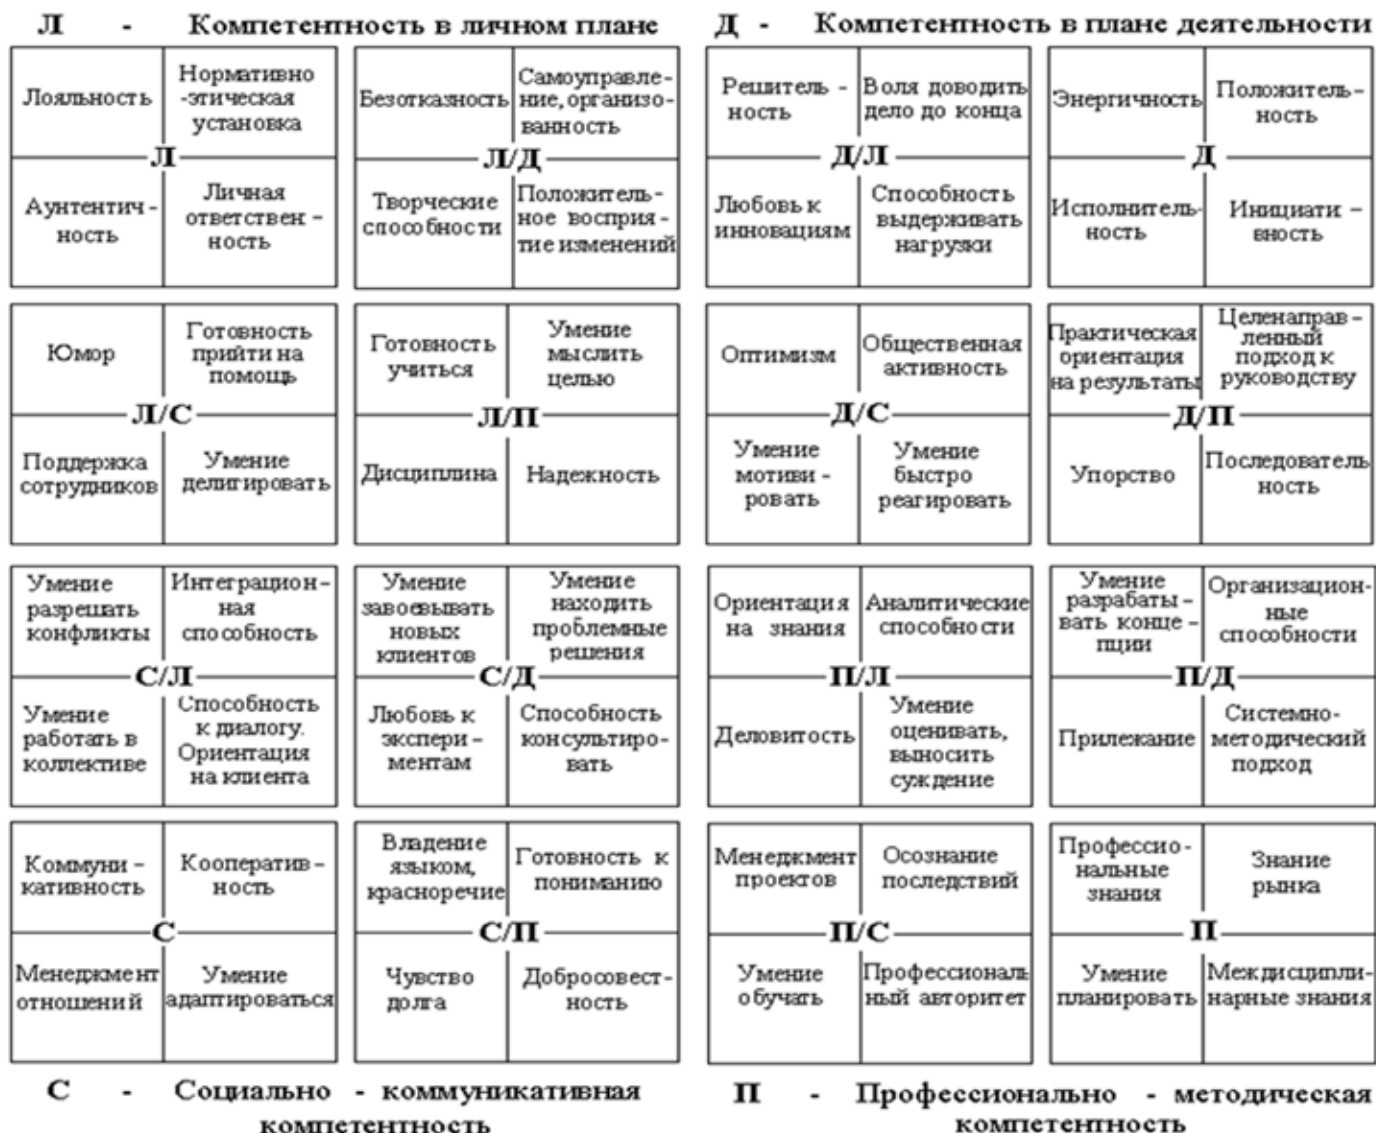 Л - Компетентность в личном плане
Лояльность
Нормативно
-этическая
установка
Л
Аунтентич -
ность
Личная
ответствен -
ность
Безотказность
Самоуправле-
ние, организо-
ванность
Л/Д
Творческие
способности
Положитель-
ное восприя-
тие изменений
Юмор
Готовность
прийти на
помощь
Л/С
Поддержка
сотрудников
Умение
делигировать
Готовность
учиться
Умение
мыслить
целью
Л/П
Дисциплина
Надежность
Д - Компетентность в плане деятельности
Решитель -
ность
Воля доводить
дело до конца
Д/Л
Любовь к
инновациям
Способность
выдерживать
нагрузки
Энергичность
Положитель-
ность
Д
Исполнитель-
ность
Инициати -
вность
Оптимизм
Общественная
активность
Д/С
Умение
мотиви -
ровать
Умение
быстро
реагировать
Практическая
ориентация
на результаты
Целенаправ -
ленный
подход к
руководству
Д/П
Упорство
Последователь
ность
Умение
разрешать
конфликты
Интеграцион-
ная
способность
С/Л
Умение
работать в
коллективе
Способность
к диалогу.
Ориентация
на клиента
Умение
завоевывать
новых
клиентов
Умение
находить
проблемные
решения
С/Д
Любовь к
экспери -
ментам
Способность
консультиро-
вать
Коммуни -
кативность
Кооператив-
ность
С
Менеджмент
отношений
Умение
адаптироваться
Владение
языком,
красноречие
Готовность к
пониманию
С/П
Чувство
долга
Добросовест-
ность
С - Социально - коммуникативная
компетентность
Ориентация
на знания
Аналитические
способности
П/Л
Деловитость
Умение
оценивать,
выносить
суждение
Умение
разрабаты -
вать конце -
пции
Организацион-
ные
способности
П/Д
Прилежание
Системно-
методический
подход
Менеджмент
проектов
Осознание
последствий
П/С
Умение
обучать
Профессионалъ
ный авторитет
Профессио-
нальные
знания
Знание
рынка
П
Умение
планировать
Междисципли-
нарные знания
П - Профессионально - методическая
компетентность